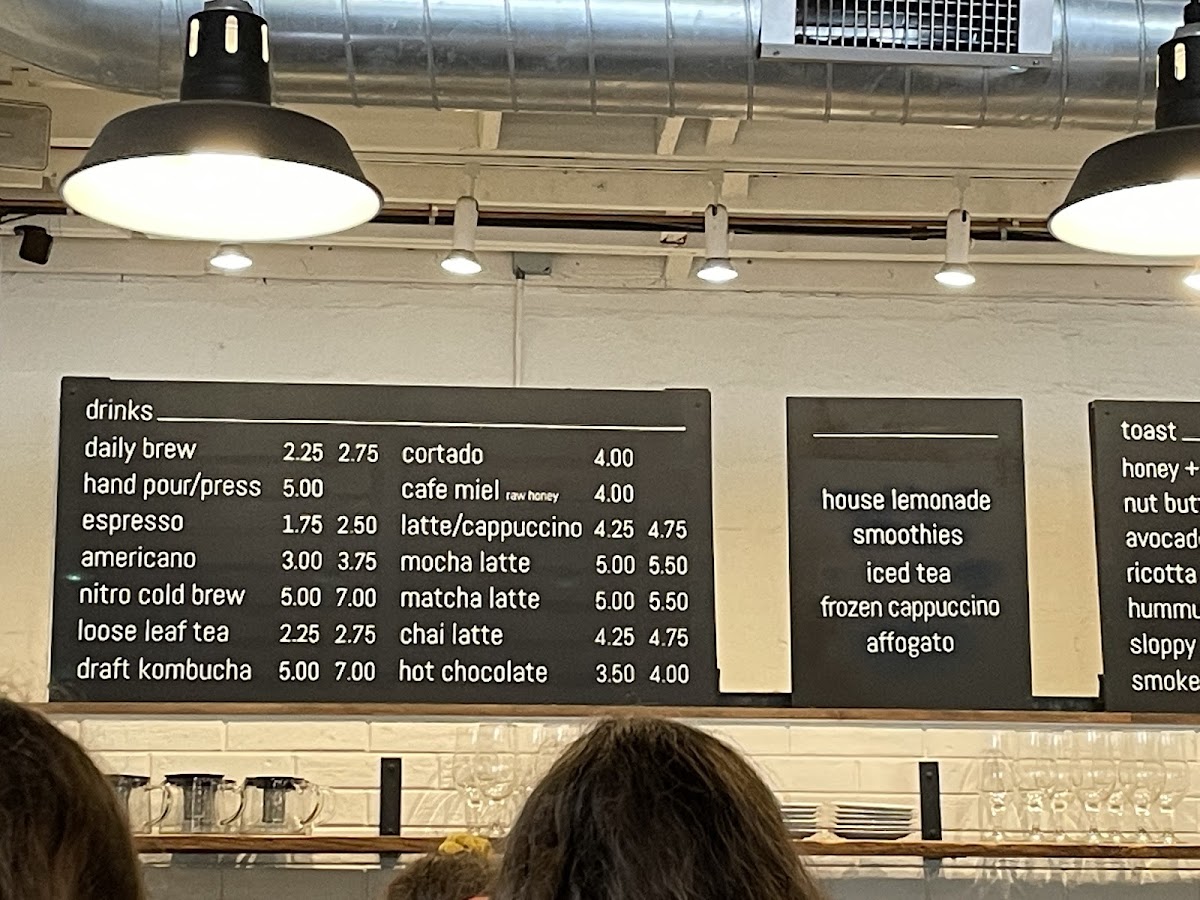 drinks
daily brew 2.25 2.75
hand pour/press 5.00
espresso 1.75 2.50
americano 3.00 3.75
nitro cold brew 5.00 7.00
loose leaf tea 2.25 2.75
draft kombucha 5.00 7.00
cortado 4.00
cafe miel raw honey 4.00
latte/cappuccino 4.25 4.75
mocha latte 5.00 5.50
matcha latte 5.00 5.50
chai latte 4.25 4.75
hot chocolate 3.50 4.00
house lemonade
smoothies
iced tea
frozen cappuccino
affogato
toast
honey +
nut but
avocad
ricotta
hummu
sloppy
smoke